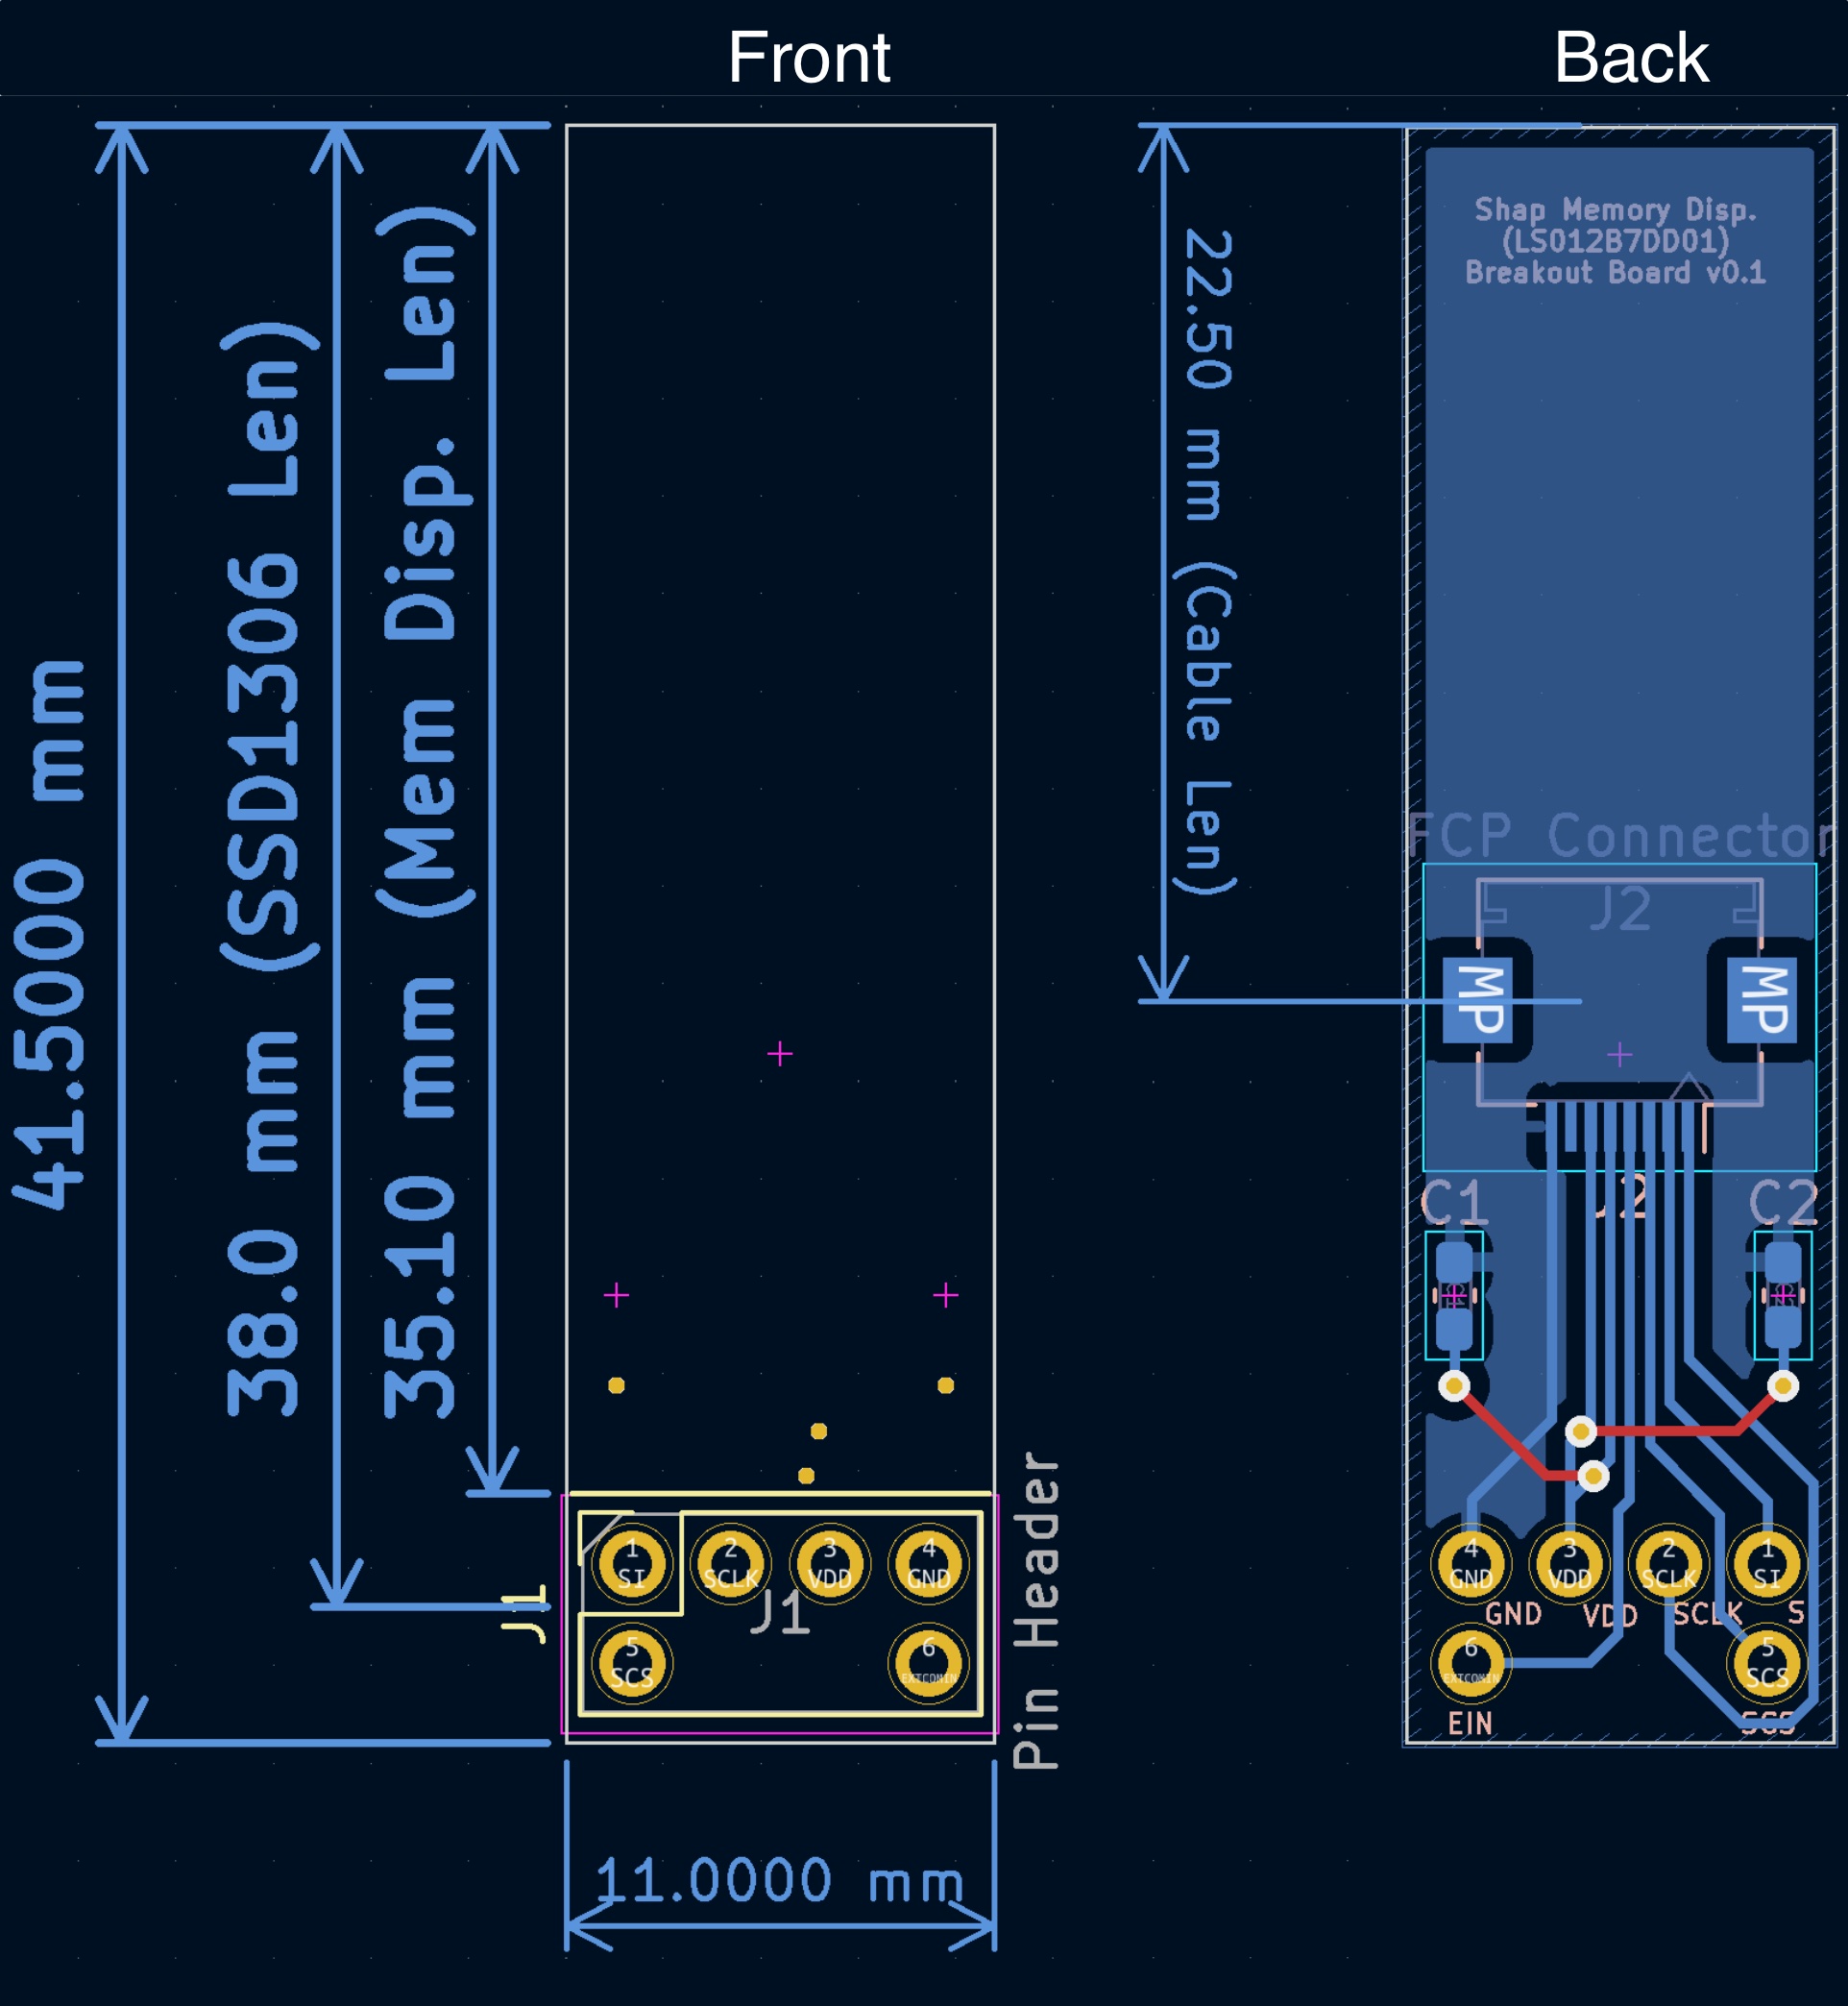 Front
Back
41.5000 mm
38.0 mm (SSD1306 Len)
35.10 mm (Mem Disp. Len)
22.50 mm (Cable Len)
Shap Memory Disp.
(LS012B7DD01)
Breakout Board v0.1
FCP Connector
J2
MP
MP
C1
J2
C2
1
SI
2
SCLK
3
VDD
4
GND
J1
J1
5
SCS
6
EXTCOMIN
Pin Header
4
GND
3
VDD
2
SCLK
1
SI
GND
VDD
SCLK
S
6
EXTCOMIN
5
SCS
EIN
SCS
11.0000 mm